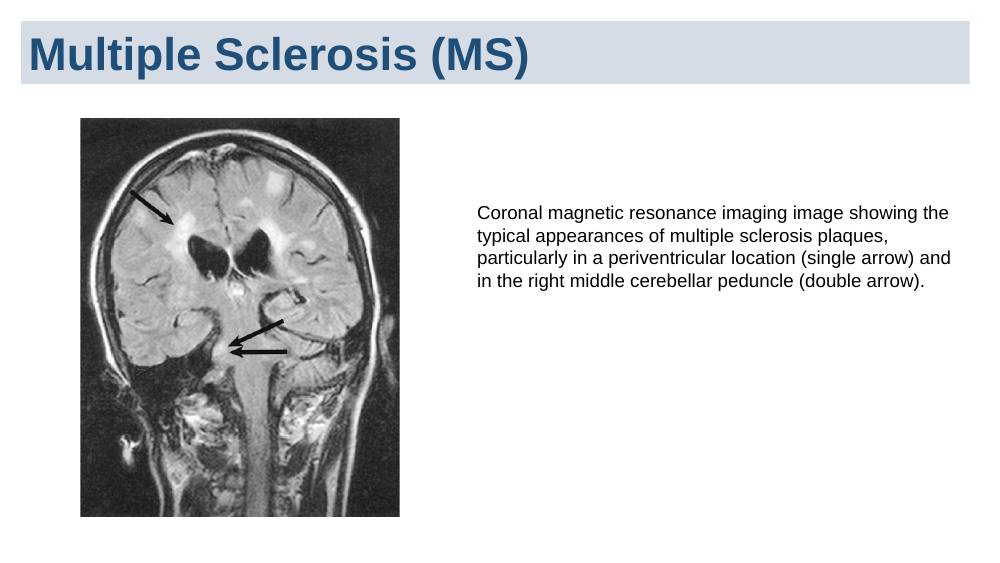 Multiple Sclerosis (MS)
Coronal magnetic resonance imaging image showing the
typical appearances of multiple sclerosis plaques,
particularly in a periventricular location (single arrow) and
in the right middle cerebellar peduncle (double arrow).